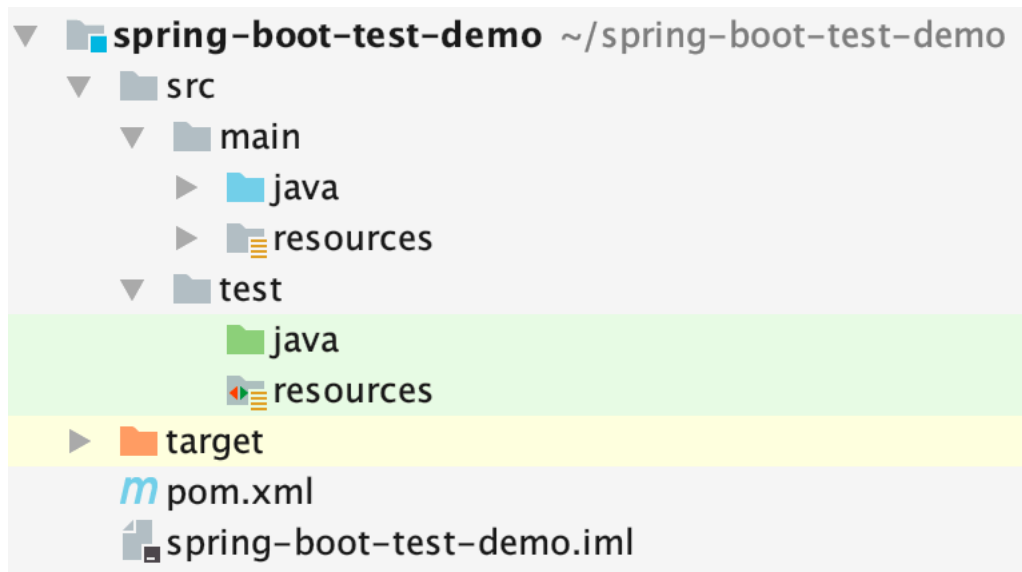 spring-boot-test-demo ~/spring-boot-test-demo
src
main
java
resources
test
java
resources
target
m pom.xml
spring-boot-test-demo.iml